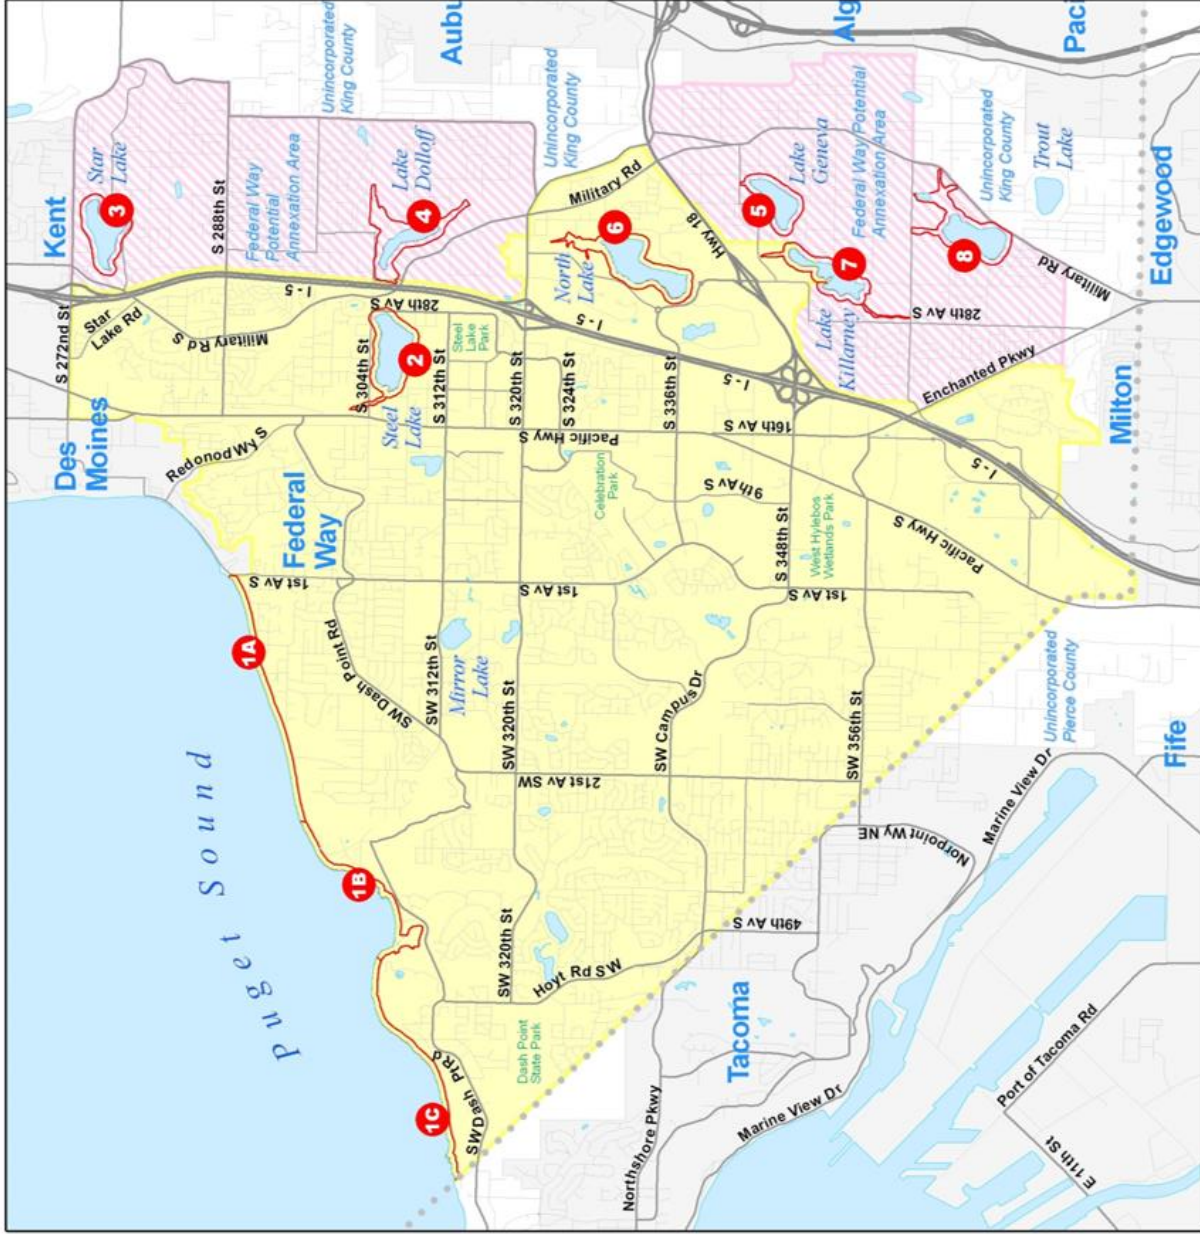 Kent
Aubu
Alg
Paci
Des
Moines
S 272nd St
Star
Lake Rd
Star
Lake
3
S 288th St
Unincorporated
King County
Federal Way
Potential
Annexation Area
Military Rd S
I - 5
28th Av S
Lake
Dolloff
4
S 304th St
2
Steel
Lake
Steel
Lake
Park
S 312th St
S 320th St
S 324th St
Unincorporated
King County
Military Rd
6
North
Lake
I - 5
S 336th St
Hwy 18
5
Lake
Geneva
Federal Way Potential
Annexation Area
7
Lake
Killarney
28th Av S
8
Unincorporated
King County
Trout
Lake
Military Rd
Edgewood
Redonod Wy S
Federal
Way
Pacific Hwy S
16th Av S
I - 5
Enchanted Pkwy
Milton
Celebration
Park
9th Av S
S 348th St
West Hylebos
Wetlands Park
Pacific Hwy S
I - 5
1st Av S
1st Av S
1st Av S
1A
SW Dash Point Rd
SW 312th St
Mirror
Lake
SW 320th St
SW Campus Dr
SW 356th St
Unincorporated
Pierce County
Fife
21st Av SW
Puget Sound
1B
SW 320th St
Hoyt Rd SW
49th Av S
Norpoint Wy NE
Marine View Dr
1C
SW Dash Pt Rd
Dash Point
State Park
Tacoma
Northshore Pkwy
Marine View Dr
Port of Tacoma Rd
E 11th St